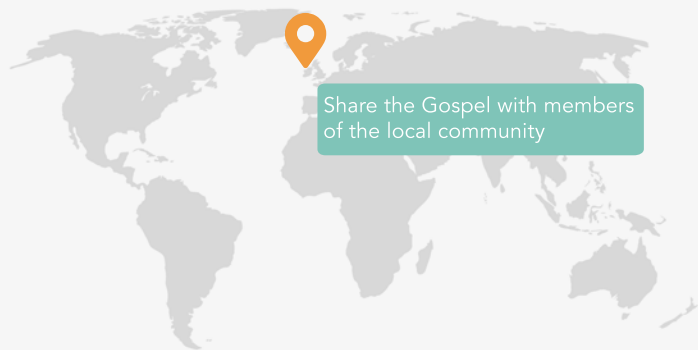 Share the Gospel with members
of the local community